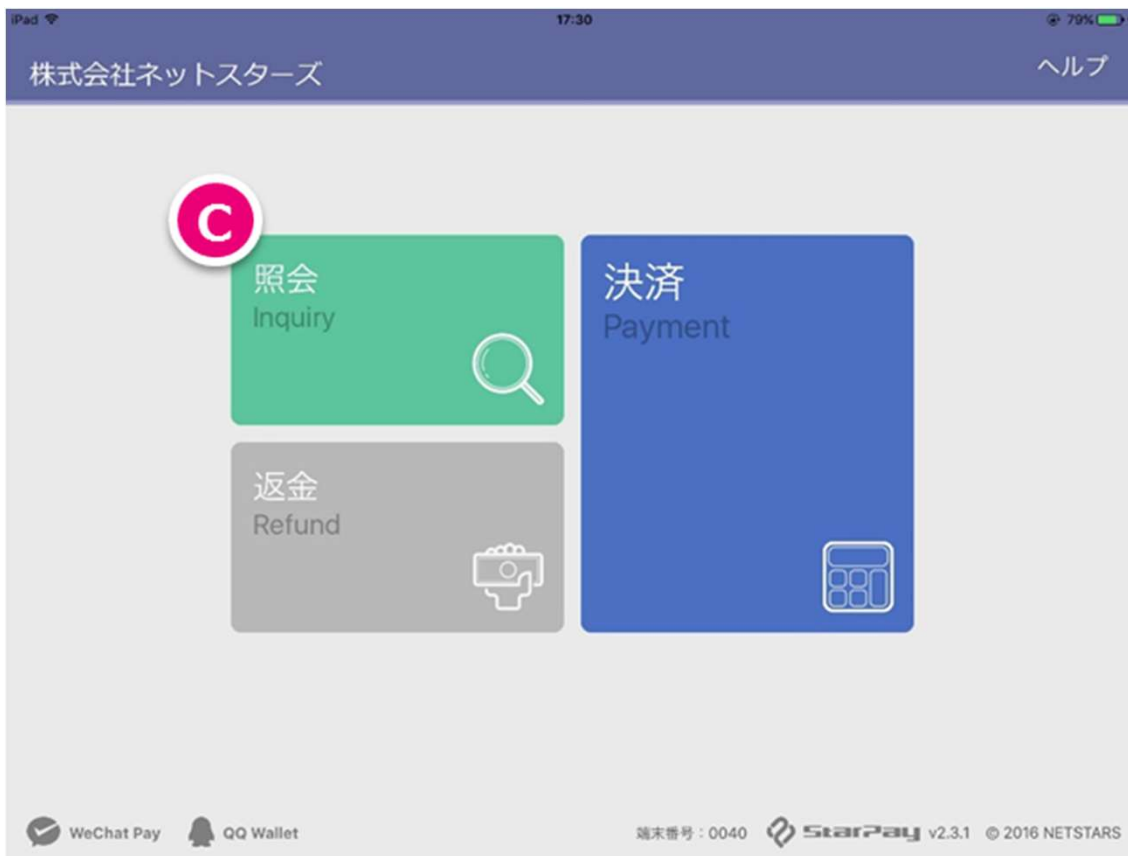 iPad 17:30 79%
株式会社ネットスターズ ヘルプ
C
照会
Inquiry
決済
Payment
返金
Refund
WeChat Pay QQ Wallet 端末番号：0040 StarPay v2.3.1 © 2016 NETSTARS